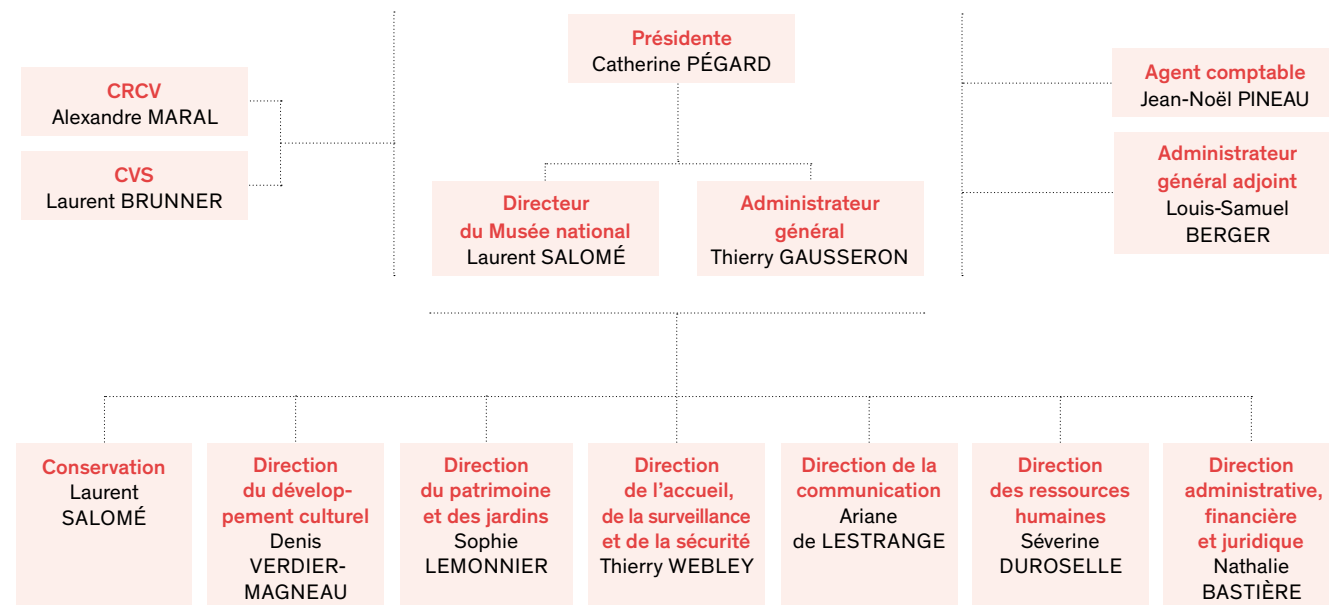 Présidente
Catherine PÉGARD
CRCV
Alexandre MARAL
CVS
Laurent BRUNNER
Agent comptable
Jean-Noël PINEAU
Administrateur
général adjoint
Louis-Samuel
BERGER
Directeur
du Musée national
Laurent SALOMÉ
Administrateur
général
Thierry GAUSSERON
Conservation
Laurent
SALOMÉ
Direction
du dévelop-
pement culturel
Denis
VERDIER-
MAGNEAU
Direction
du patrimoine
et des jardins
Sophie
LEMONNIER
Direction
de l’accueil,
de la surveillance
et de la sécurité
Thierry WEBLEY
Direction de la
communication
Ariane
de LESTRANGE
Direction
des ressources
humaines
Séverine
DUROSELLE
Direction
administrative,
financière
et juridique
Nathalie
BASTIÈRE